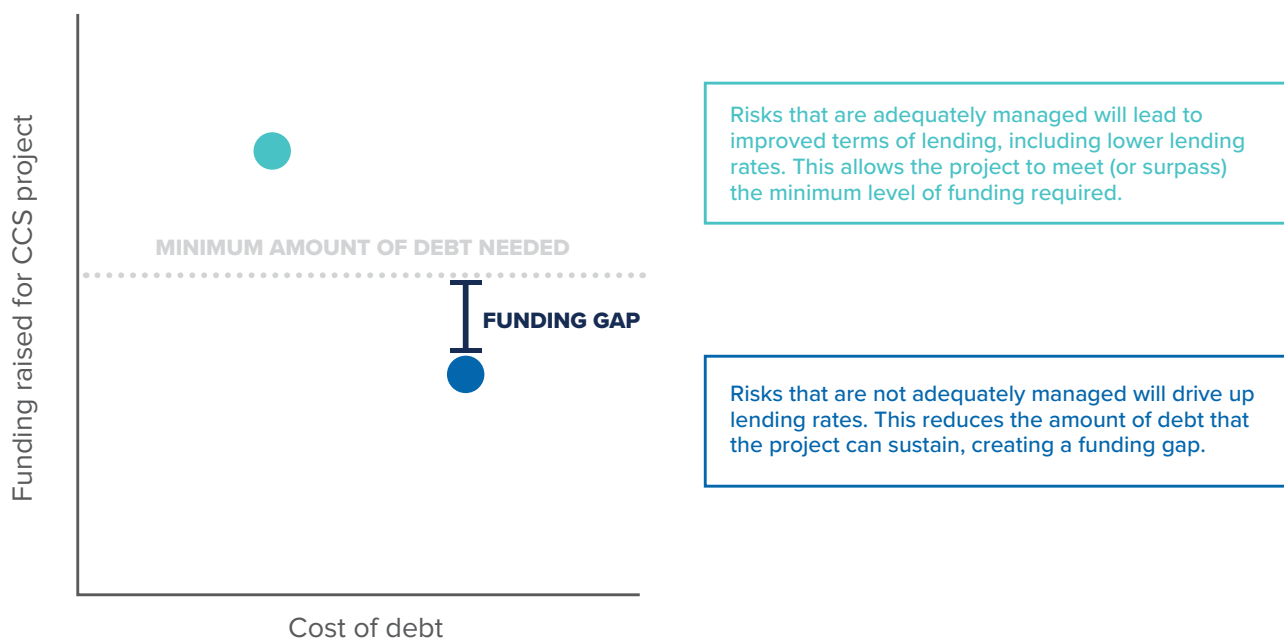 Funding raised for CCS project
MINIMUM AMOUNT OF DEBT NEEDED
FUNDING GAP
Cost of debt
Risks that are adequately managed will lead to
improved terms of lending, including lower lending
rates. This allows the project to meet (or surpass)
the minimum level of funding required.
Risks that are not adequately managed will drive up
lending rates. This reduces the amount of debt that
the project can sustain, creating a funding gap.